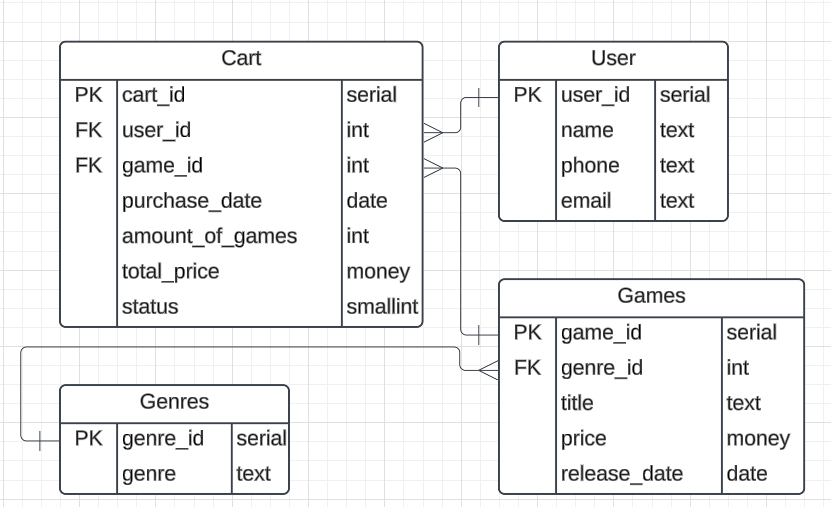 Cart
PK cart_id serial
FK user_id int
FK game_id int
purchase_date date
amount_of_games int
total_price money
status smallint
User
PK user_id serial
name text
phone text
email text
Games
PK game_id serial
FK genre_id int
title text
price money
release_date date
Genres
PK genre_id serial
genre text